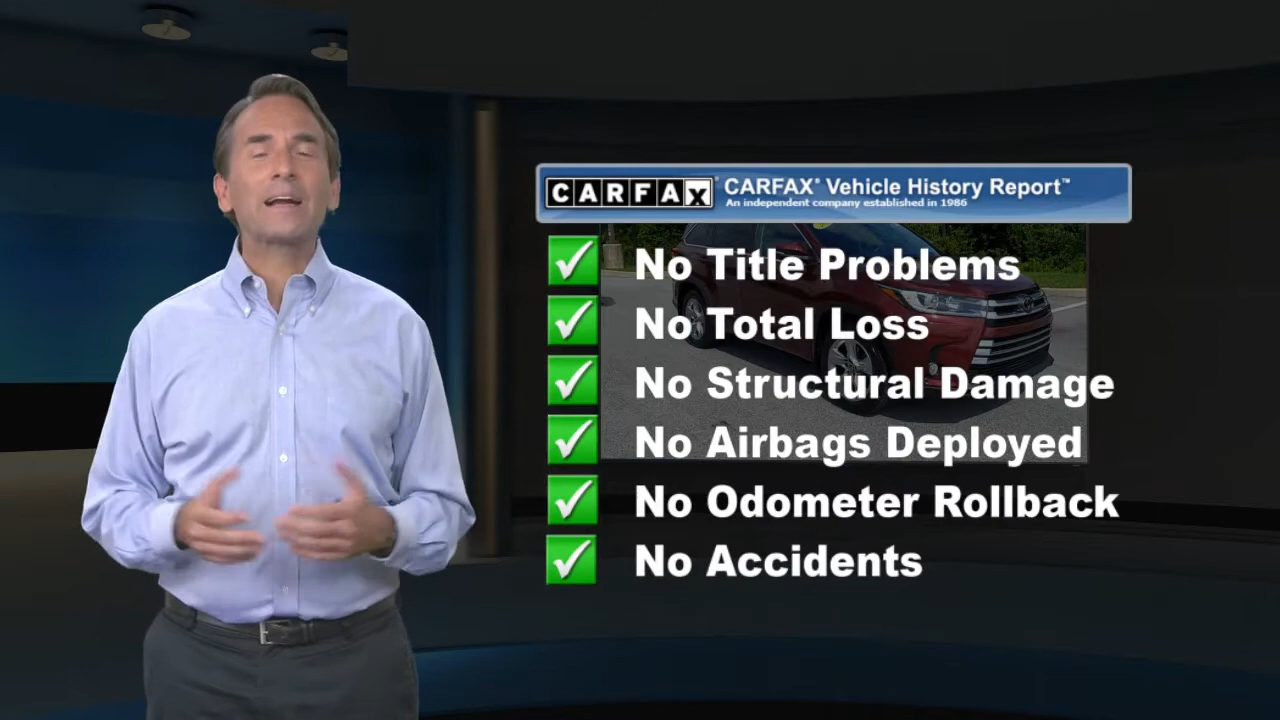 CARFAX CARFAX® Vehicle History Report™
An independent company established in 1986
No Title Problems
No Total Loss
No Structural Damage
No Airbags Deployed
No Odometer Rollback
No Accidents